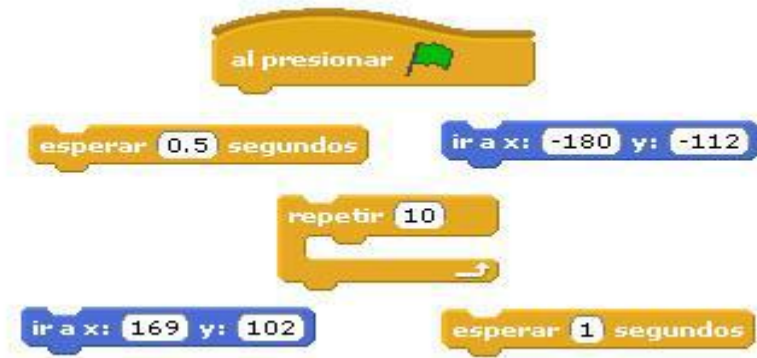 al presionar
esperar 0.5 segundos
ir a x: -180 y: -112
repetir 10
ir a x: 169 y: 102
esperar 1 segundos